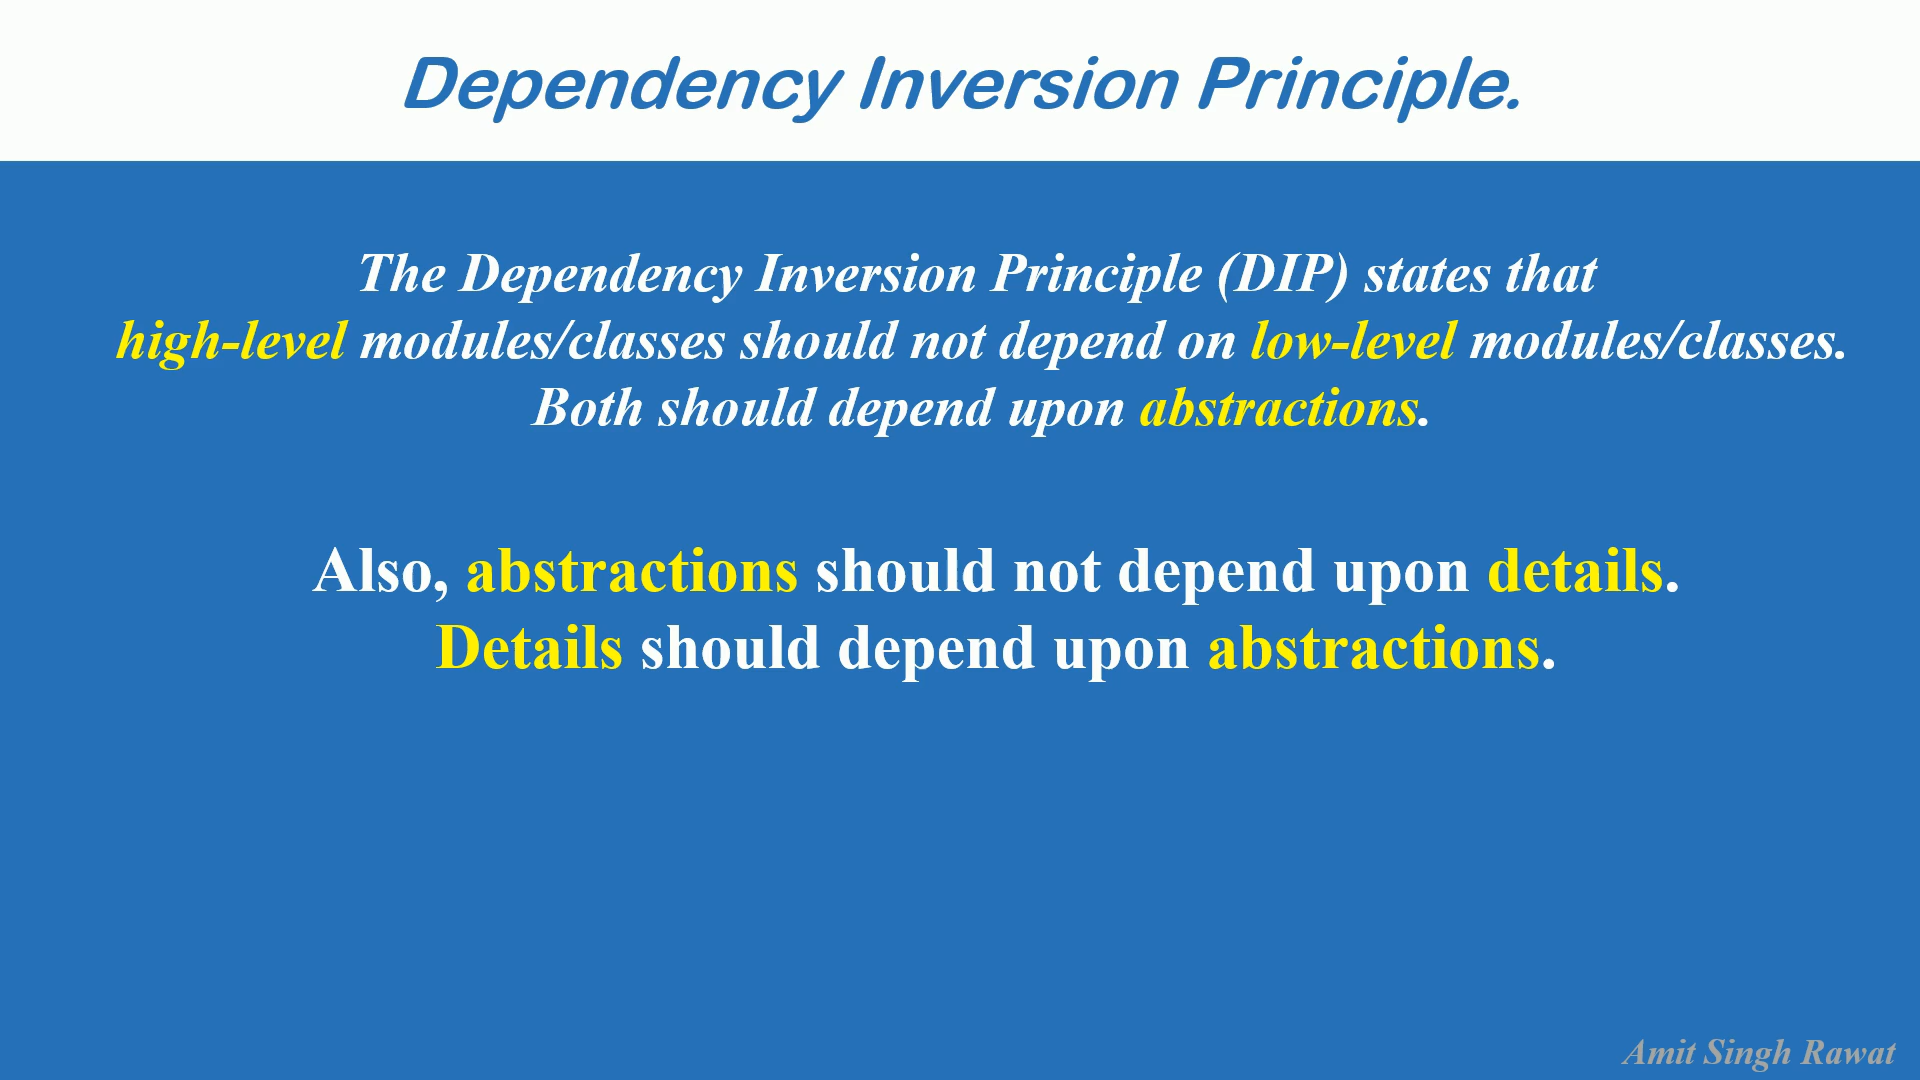 Dependency Inversion Principle.
The Dependency Inversion Principle (DIP) states that
high-level modules/classes should not depend on low-level modules/classes.
Both should depend upon abstractions.
Also, abstractions should not depend upon details.
Details should depend upon abstractions.
Amit Singh Rawat